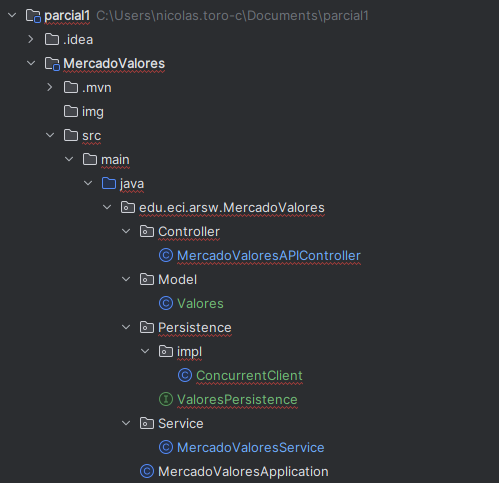 parcial1 C:\Users\nicolas.toro-c\Documents\parcial1
.idea
MercadoValores
.mvn
img
src
main
java
edu.eci.arsw.MercadoValores
Controller
MercadoValoresAPIController
Model
Valores
Persistence
impl
ConcurrentClient
ValoresPersistence
Service
MercadoValoresService
MercadoValoresApplication